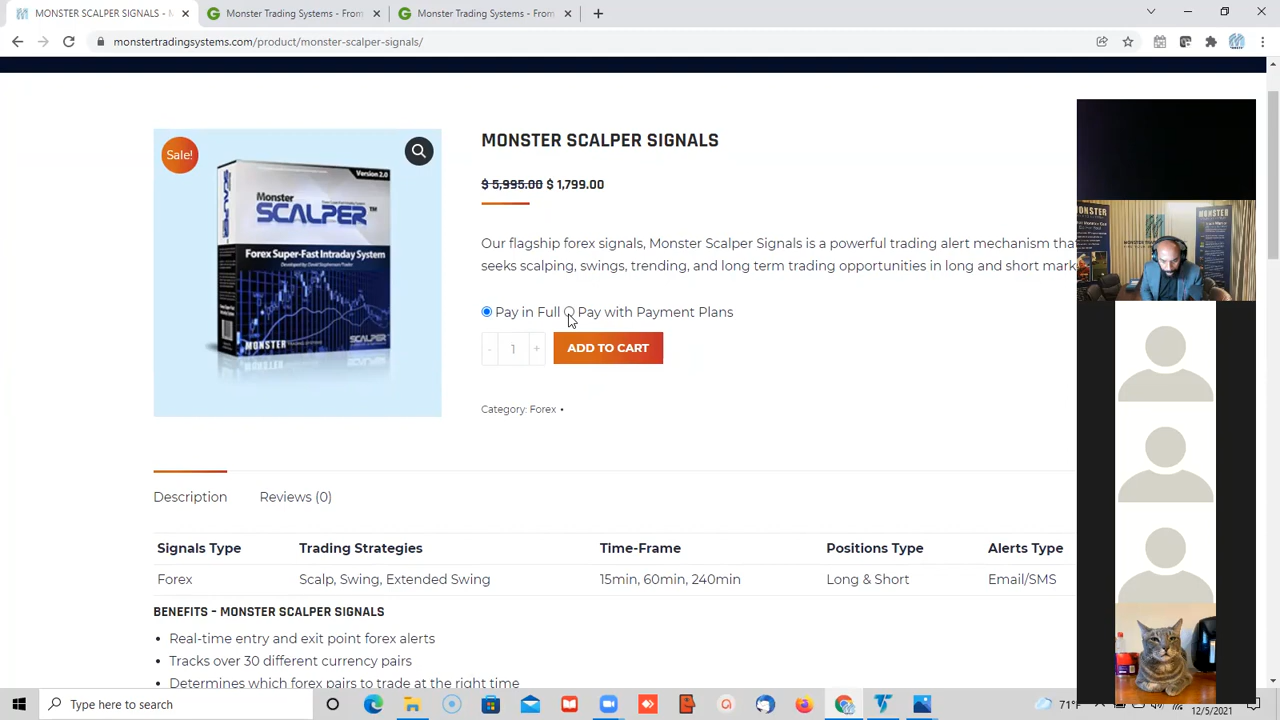 MONSTER SCALPER SIGNALS - M
Monster Trading Systems - From
Monster Trading Systems - From
monstertradingsystems.com/product/monster-scalper-signals/
Sale!
Version 2.0
Monster
SCALPER™
Forex Super-Fast Intraday System
MONSTER
SCALPER
MONSTER SCALPER SIGNALS
$ 5,995.00 $ 1,799.00
Our flagship forex signals, Monster Scalper Signals is a powerful trading alert mechanism that
seeks scalping, swings, trending, and long term trading opportunities in long and short mark
Pay in Full Pay with Payment Plans
- 1 + ADD TO CART
Category: Forex •
MONSTER
MONSTER
Description Reviews (0)
Signals Type Trading Strategies Time-Frame Positions Type Alerts Type
Forex Scalp, Swing, Extended Swing 15min, 60min, 240min Long & Short Email/SMS
BENEFITS – MONSTER SCALPER SIGNALS
• Real-time entry and exit point forex alerts
• Tracks over 30 different currency pairs
• Determines which forex pairs to trade at the right time
Type here to search
71°F
12/5/2021